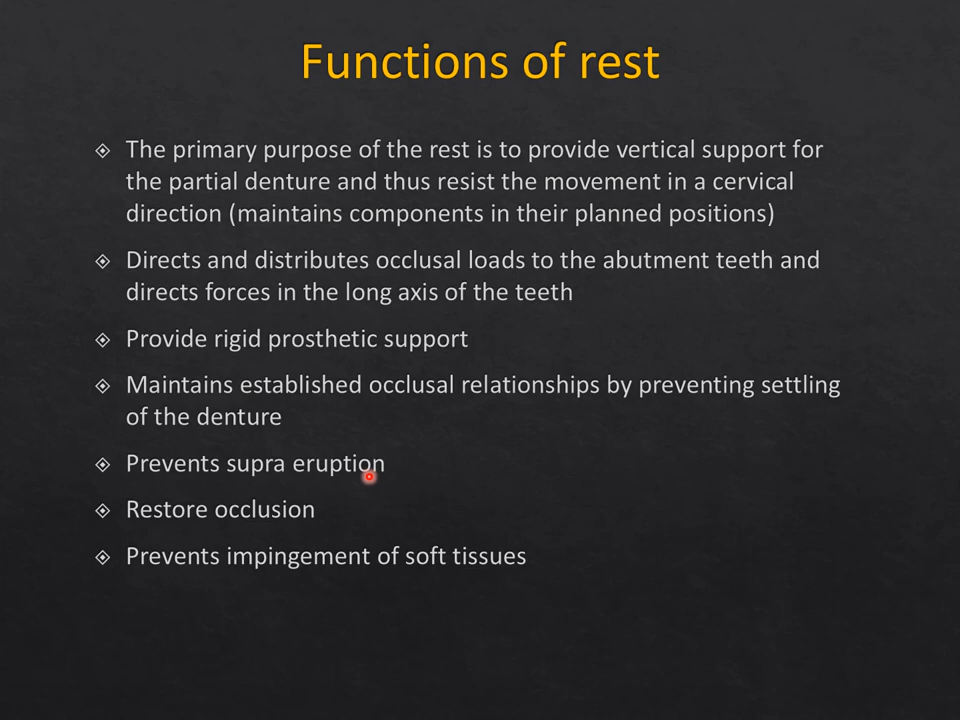 Functions of rest
The primary purpose of the rest is to provide vertical support for
the partial denture and thus resist the movement in a cervical
direction (maintains components in their planned positions)
Directs and distributes occlusal loads to the abutment teeth and
directs forces in the long axis of the teeth
Provide rigid prosthetic support
Maintains established occlusal relationships by preventing settling
of the denture
Prevents supra eruption
Restore occlusion
Prevents impingement of soft tissues